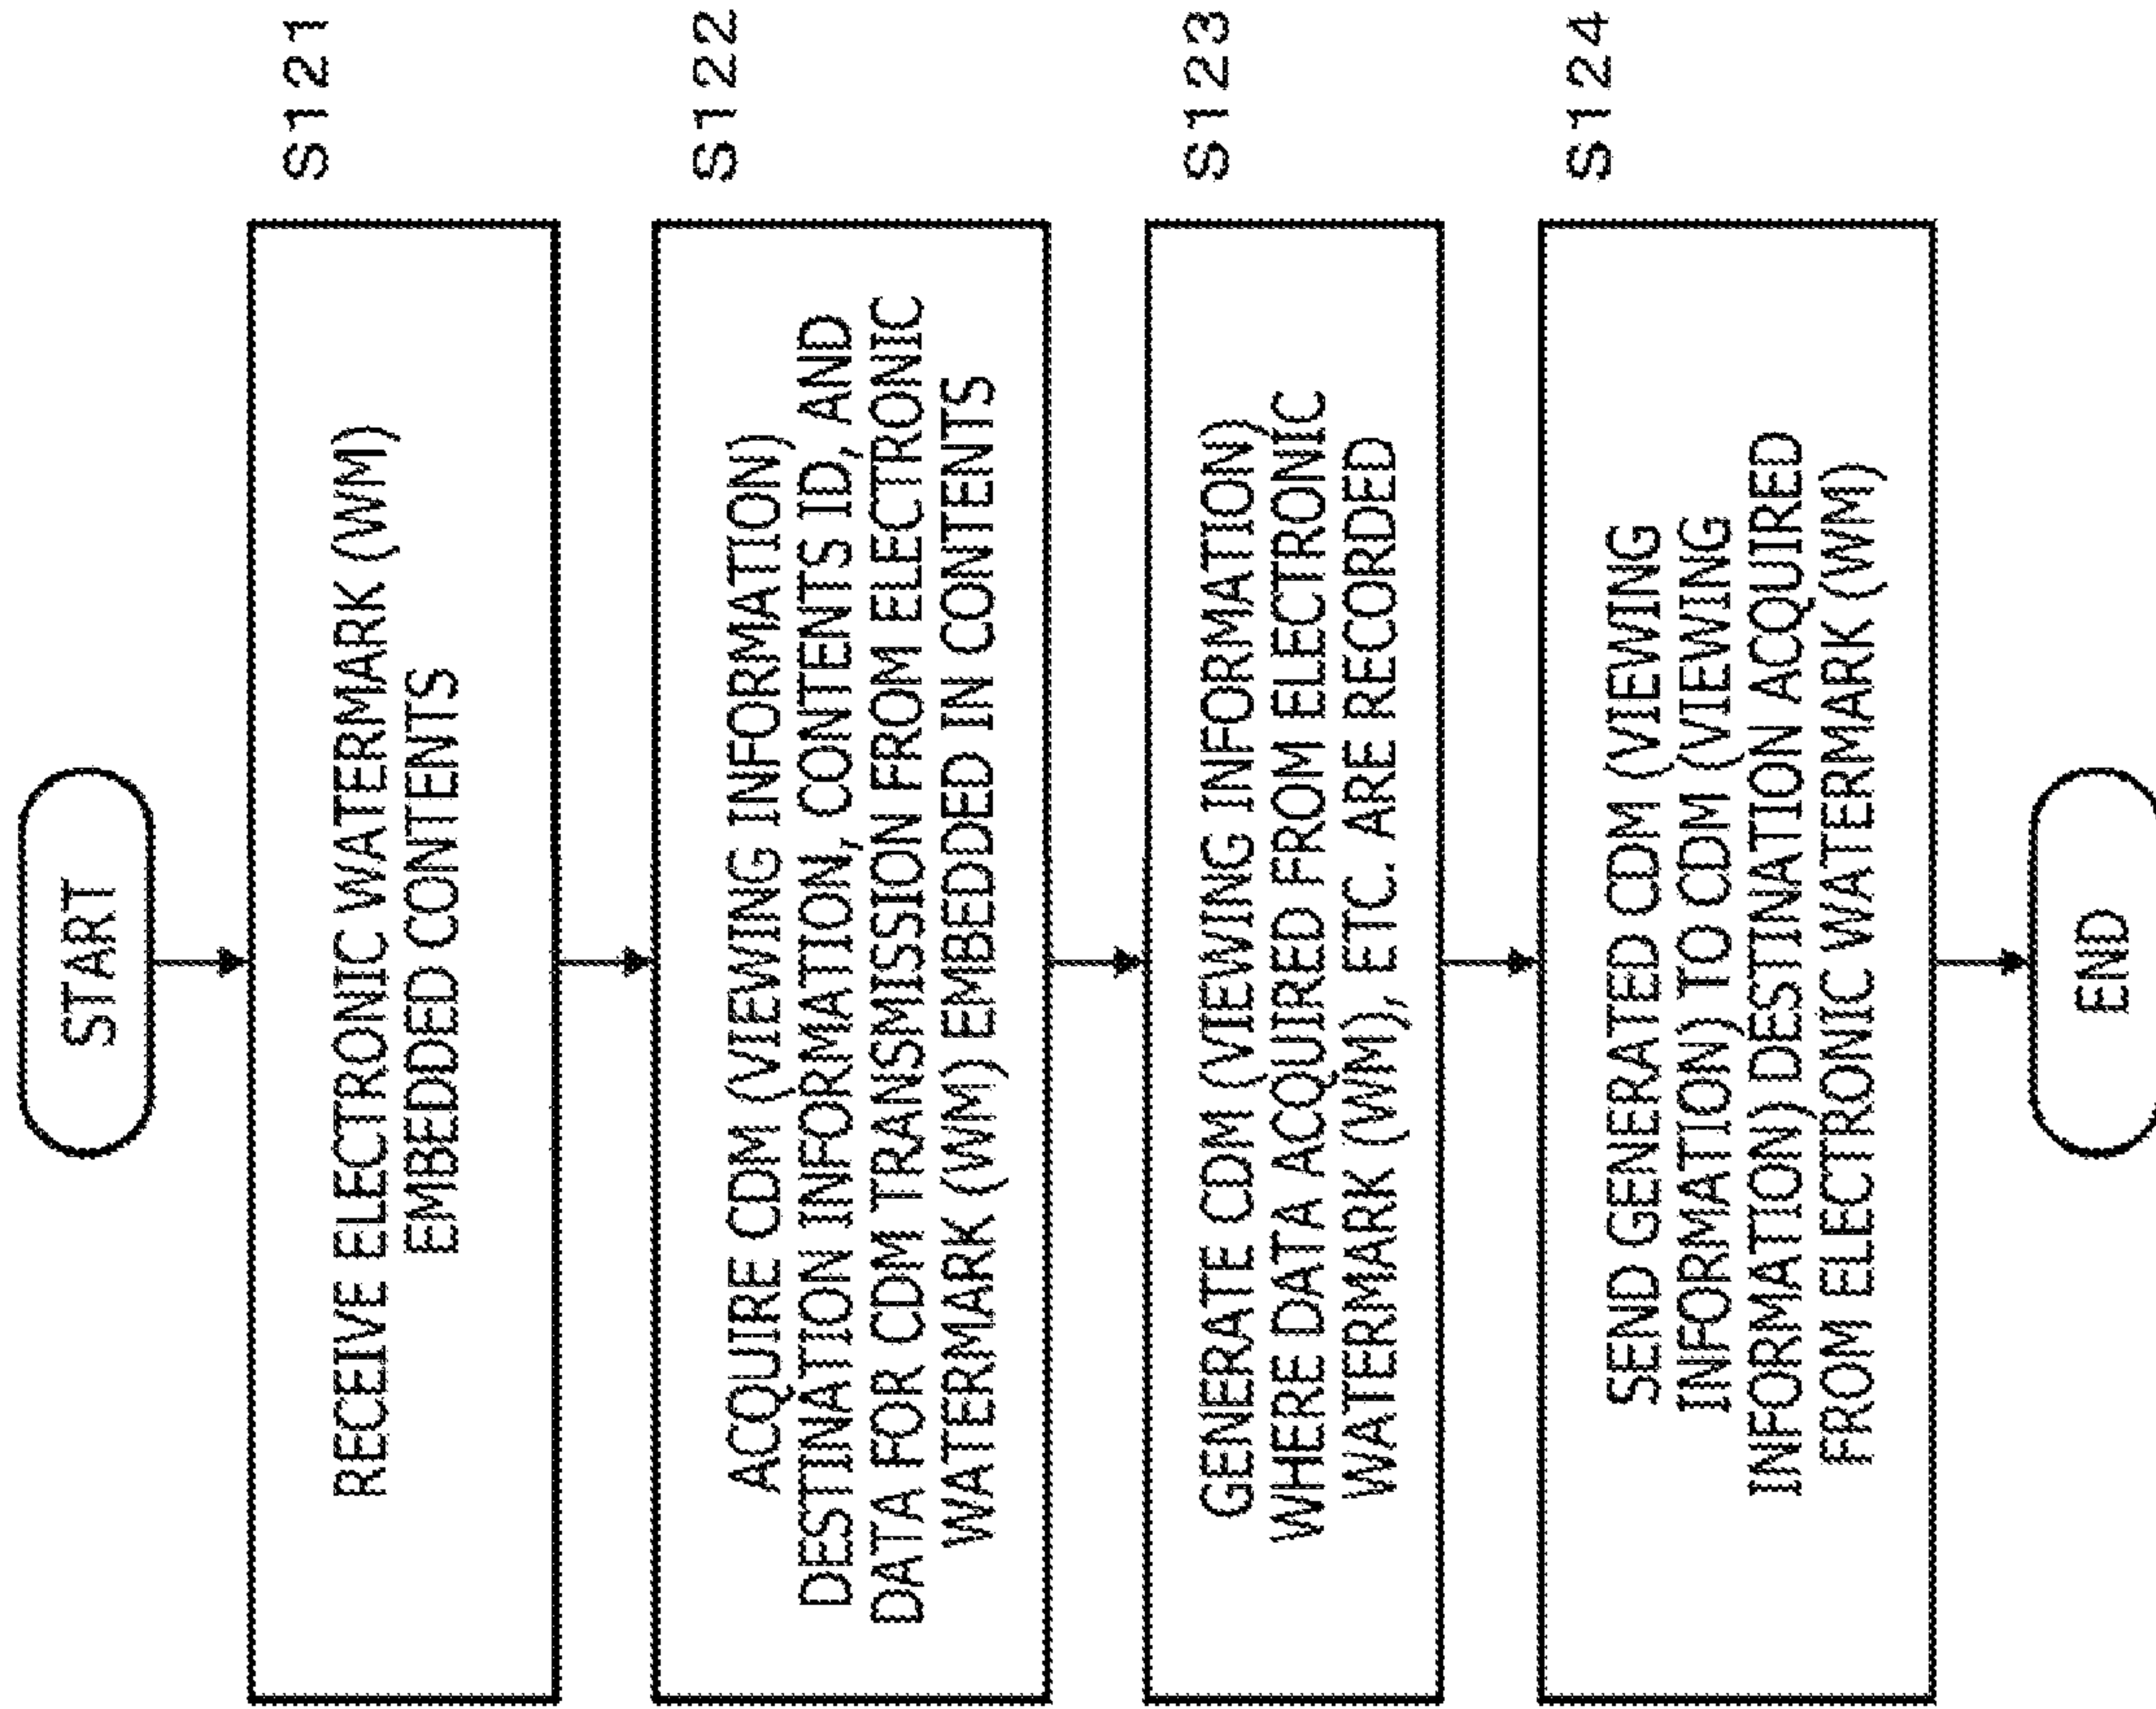 START
S121
RECEIVE ELECTRONIC WATERMARK (WM)
EMBEDDED CONTENTS
S122
ACQUIRE CDM (VIEWING INFORMATION)
DESTINATION INFORMATION, CONTENTS ID, AND
DATA FOR CDM TRANSMISSION FROM ELECTRONIC
WATERMARK (WM) EMBEDDED IN CONTENTS
S123
GENERATE CDM (VIEWING INFORMATION)
WHERE DATA ACQUIRED FROM ELECTRONIC
WATERMARK (WM), ETC. ARE RECORDED
S124
SEND GENERATED CDM (VIEWING
INFORMATION) TO CDM (VIEWING
INFORMATION) DESTINATION ACQUIRED
FROM ELECTRONIC WATERMARK (WM)
END